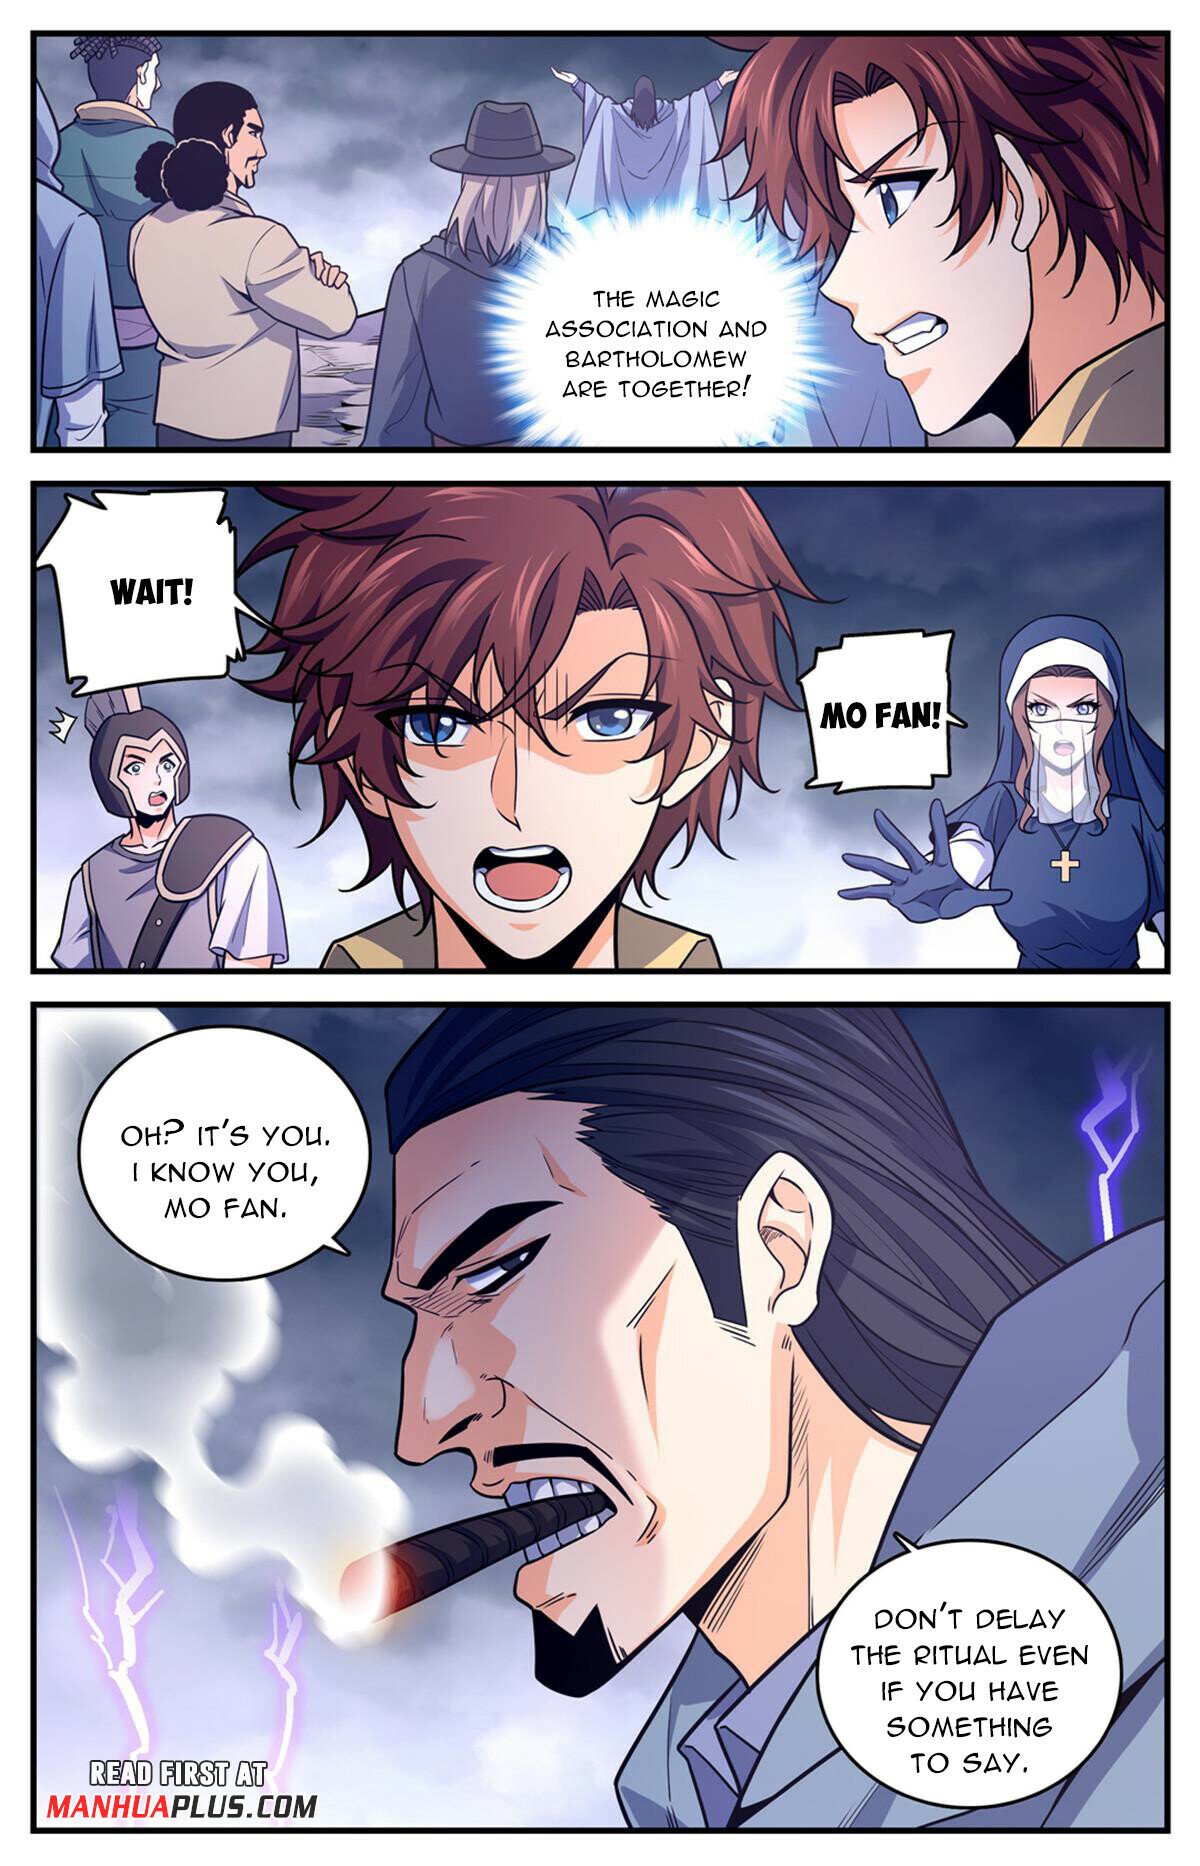 THE MAGIC
ASSOCIATION AND
BARTHOLOMEW
ARE TOGETHER!
WAIT!
MO FAN!
OH? IT'S YOU.
I KNOW YOU,
MO FAN.
DON'T DELAY
THE RITUAL EVEN
IF YOU HAVE
SOMETHING
TO SAY.
READ FIRST AT
MANHUAPLUS.COM